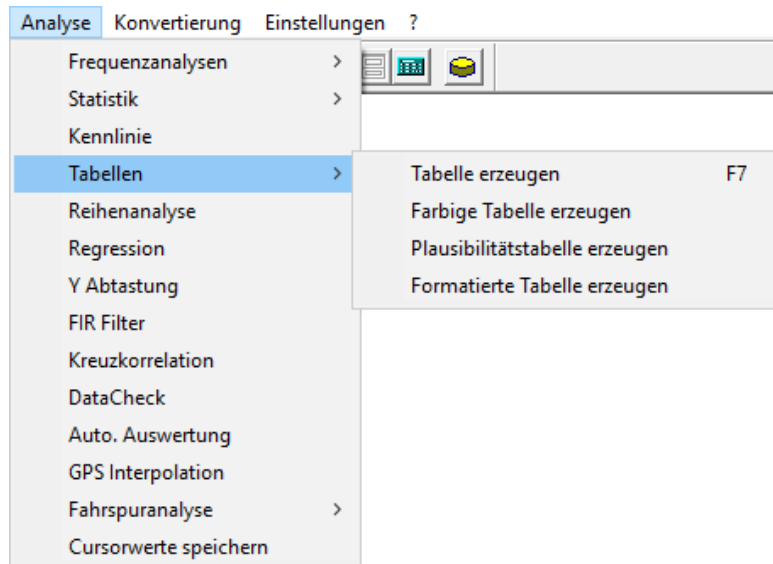 Analyse Konvertierung Einstellungen ?
Frequenzanalysen
Statistik
Kennlinie
Tabellen
Tabelle erzeugen F7
Farbige Tabelle erzeugen
Plausibilitätstabelle erzeugen
Formatierte Tabelle erzeugen
Reihenanalyse
Regression
Y Abtastung
FIR Filter
Kreuzkorrelation
DataCheck
Auto. Auswertung
GPS Interpolation
Fahrspuranalyse
Cursorwerte speichern